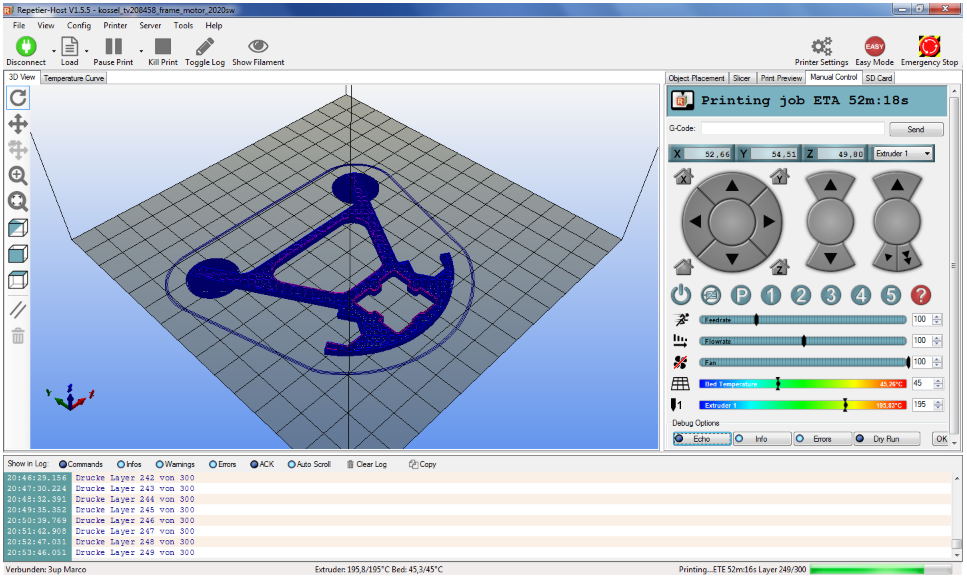 Repetier-Host V1.5.5 - kossel_tv208458_frame_motor_2020sw
File View Config Printer Server Tools Help
Disconnect Load Pause Print Kill Print Toggle Log Show Filament Printer Settings EASY Easy Mode Emergency Stop
3D View Temperature Curve
Object Placement Slicer Print Preview Manual Control SD Card
Printing job ETA 52m:18s
G-Code: Send
X 52,66 Y 54,51 Z 49,80 Extruder 1
X Y
Z
P 1 2 3 4 5 ?
Feedrate 100
Flowrate 100
Fan 100
Bed Temperature 45,26°C 45
1 Extruder 1 193,83°C 195
Debug Options
Echo Info Errors Dry Run OK
Show in Log: Commands Infos Warnings Errors ACK Auto Scroll Clear Log Copy
20:46:29.156 Drucke Layer 242 von 300
20:47:30.224 Drucke Layer 243 von 300
20:48:32.391 Drucke Layer 244 von 300
20:49:35.352 Drucke Layer 245 von 300
20:50:39.769 Drucke Layer 246 von 300
20:51:42.908 Drucke Layer 247 von 300
20:52:47.031 Drucke Layer 248 von 300
20:53:46.051 Drucke Layer 249 von 300
Verbunden: 3up Marco Extruder: 195,8/195°C Bed: 45,3/45°C Printing...ETE 52m:16s Layer 249/300